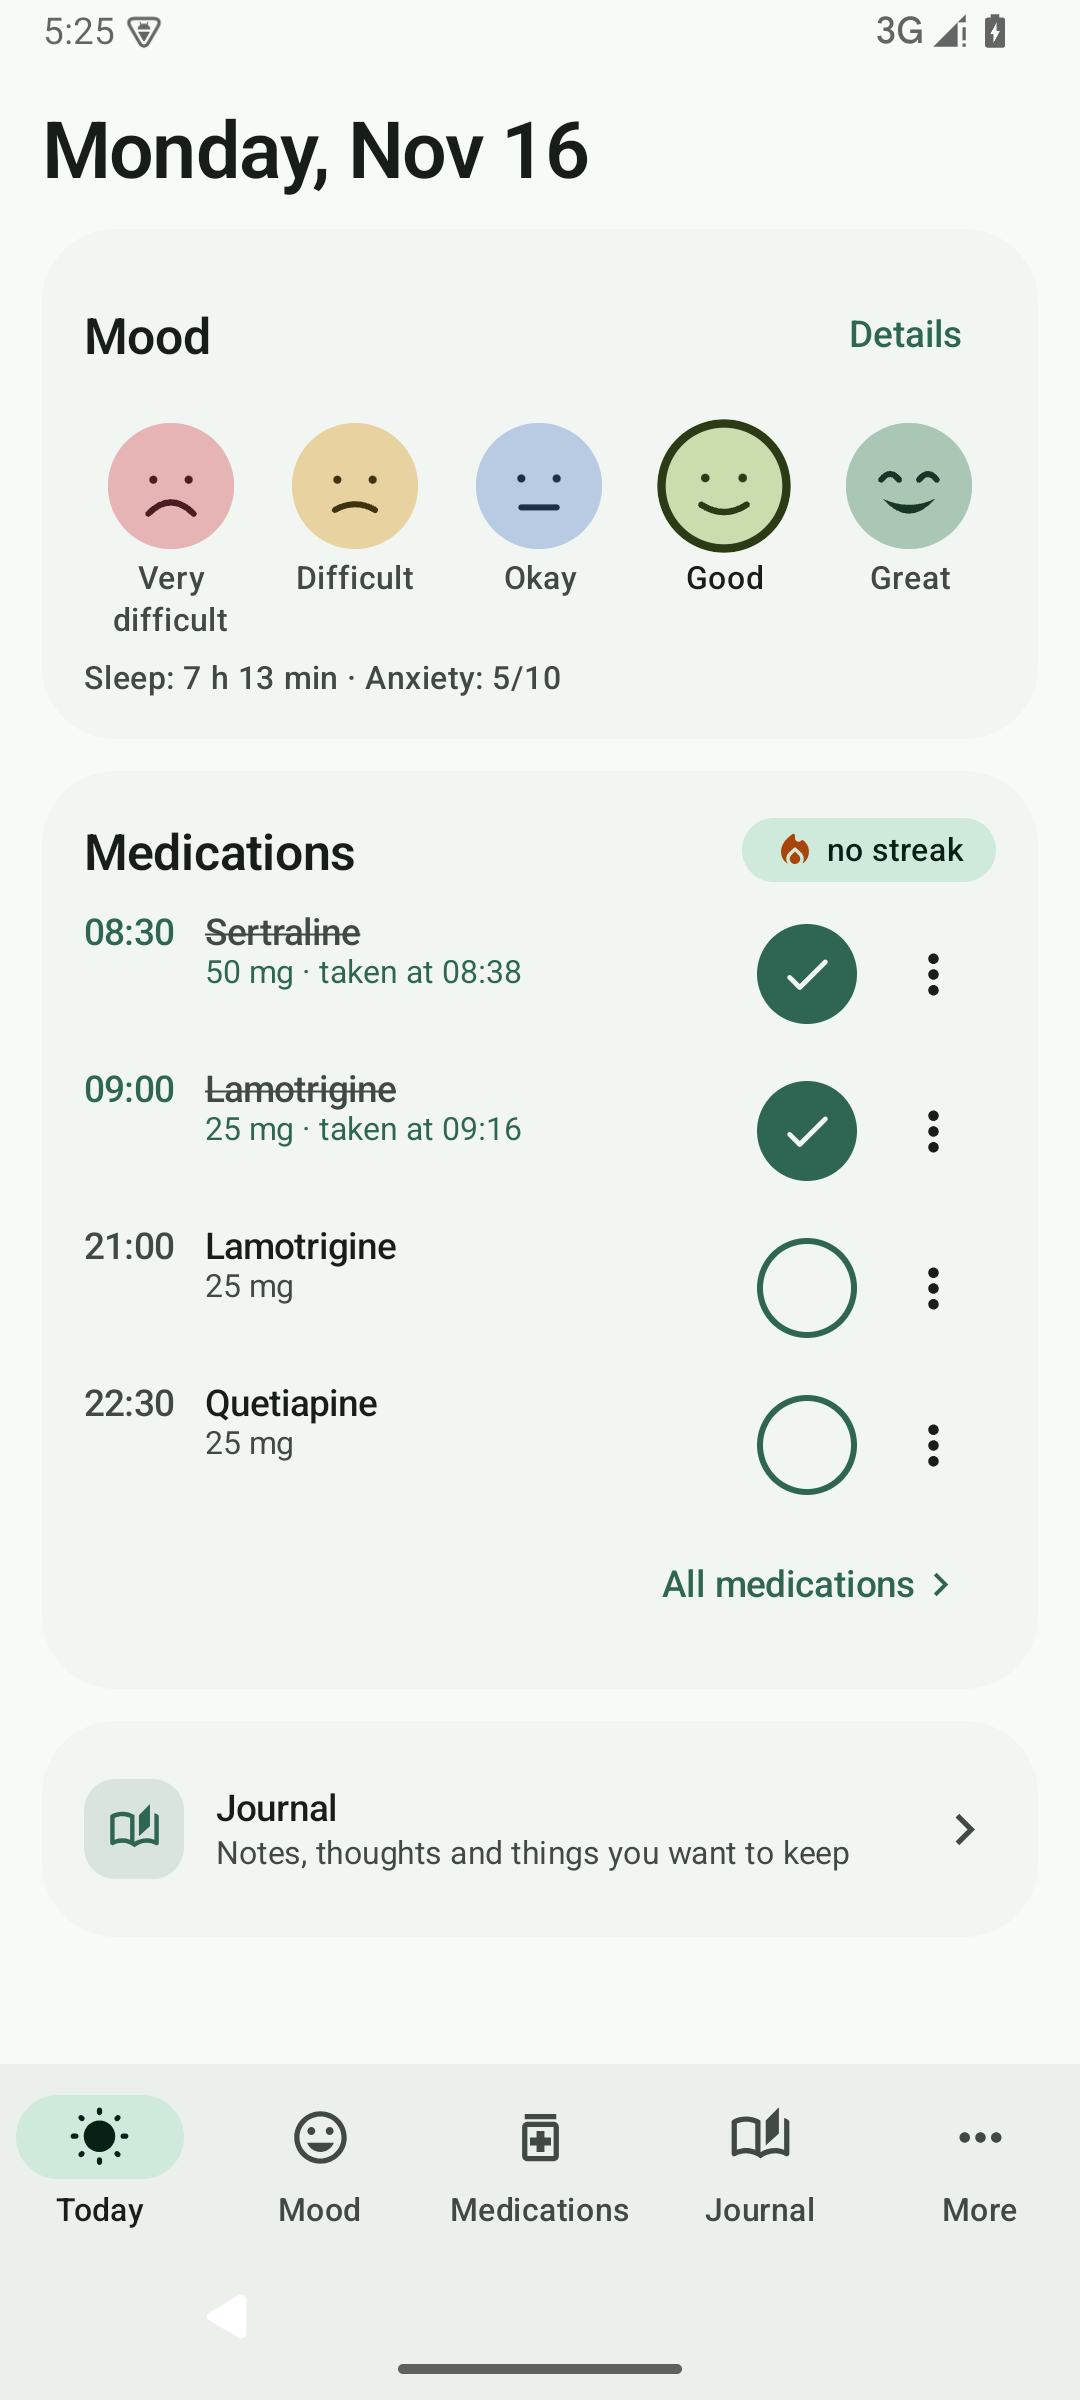 5:25
3G
Monday, Nov 16
Mood
Details
Very difficult
Difficult
Okay
Good
Great
Sleep: 7 h 13 min · Anxiety: 5/10
Medications
no streak
08:30
Sertraline
50 mg · taken at 08:38
09:00
Lamotrigine
25 mg · taken at 09:16
21:00
Lamotrigine
25 mg
22:30
Quetiapine
25 mg
All medications
Journal
Notes, thoughts and things you want to keep
Today
Mood
Medications
Journal
More